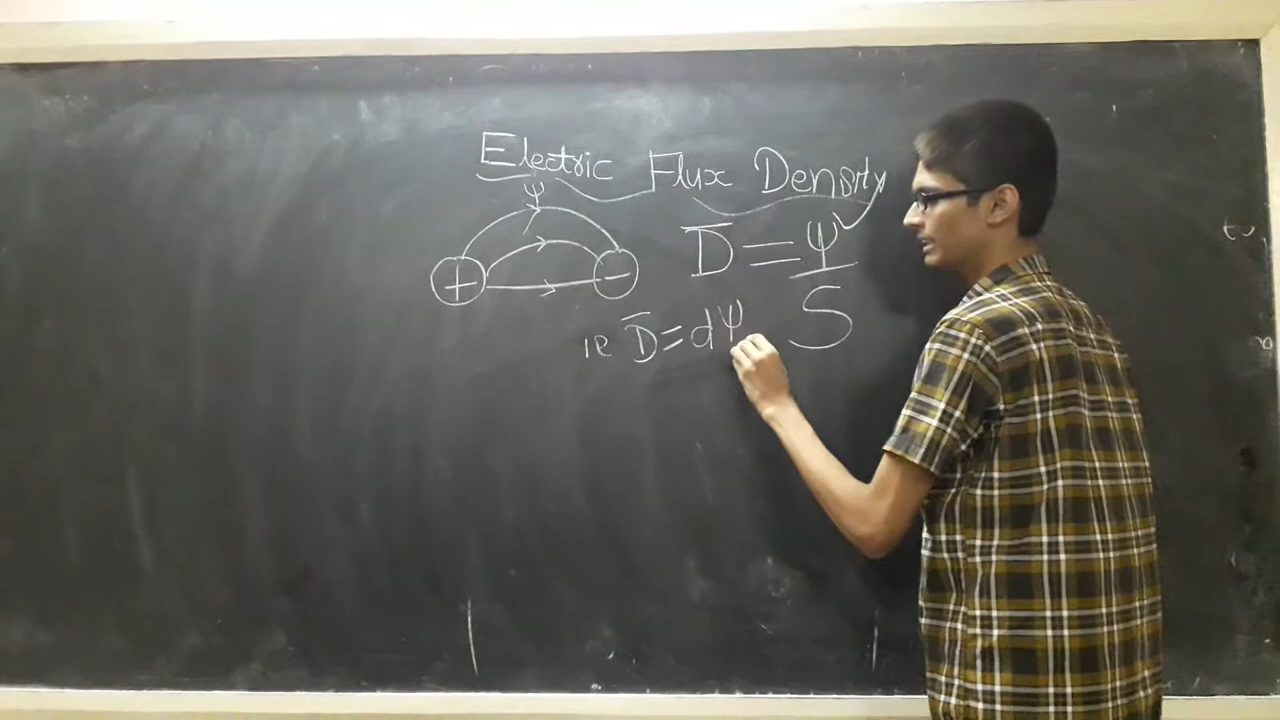 Electric Flux Density
ψ
+ −
D̅ = ψ / S
ie D̅ = dψ